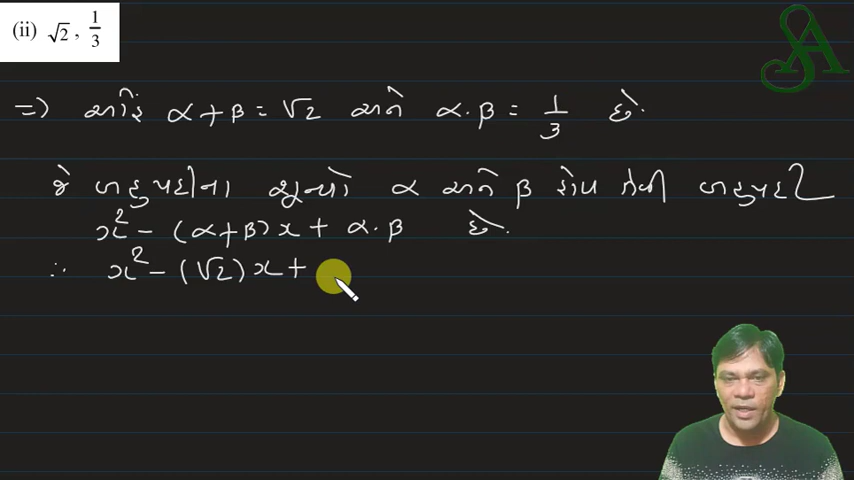 (ii) √2 , 1/3
=> અહીં α + β = √2 અને α.β = 1/3 છે.
જે બહુપદીના શૂન્યો α અને β હોય તેવી બહુપદી
x² - (α+β)x + α.β છે.
∴ x² - (√2)x +